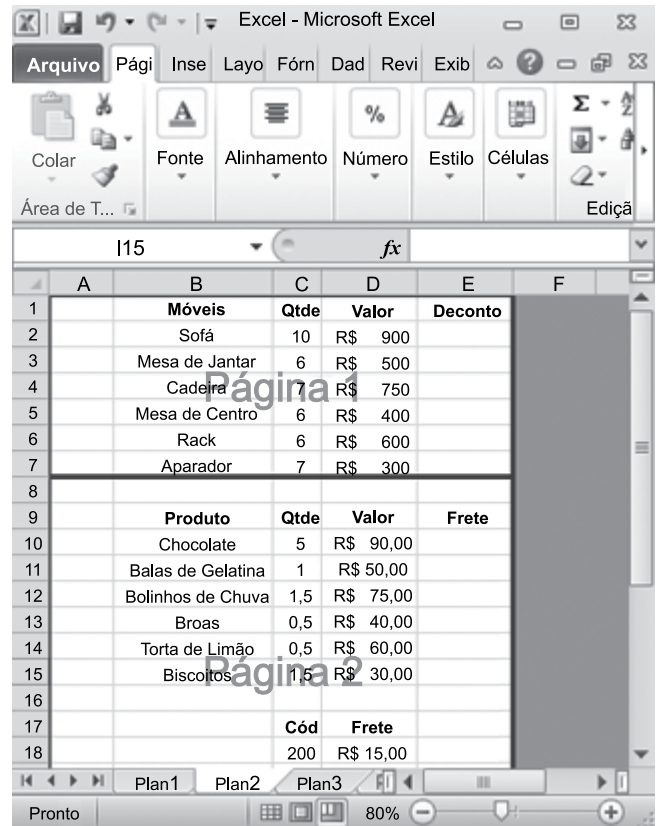 Excel - Microsoft Excel
Arquivo Pági Inse Layo Fórn Dad Revi Exib
Colar Fonte Alinhamento Número Estilo Células
Área de T... Ediçã
I15 fx
A B C D E F
1 Móveis Qtde Valor Deconto
2 Sofá 10 R$ 900
3 Mesa de Jantar 6 R$ 500
4 Cadeira 7 R$ 750
Página 1
5 Mesa de Centro 6 R$ 400
6 Rack 6 R$ 600
7 Aparador 7 R$ 300
8
9 Produto Qtde Valor Frete
10 Chocolate 5 R$ 90,00
11 Balas de Gelatina 1 R$ 50,00
12 Bolinhos de Chuva 1,5 R$ 75,00
13 Broas 0,5 R$ 40,00
14 Torta de Limão 0,5 R$ 60,00
15 Biscoitos 1,5 R$ 30,00
Página 2
16
17 Cód Frete
18 200 R$ 15,00
Plan1 Plan2 Plan3
Pronto 80%